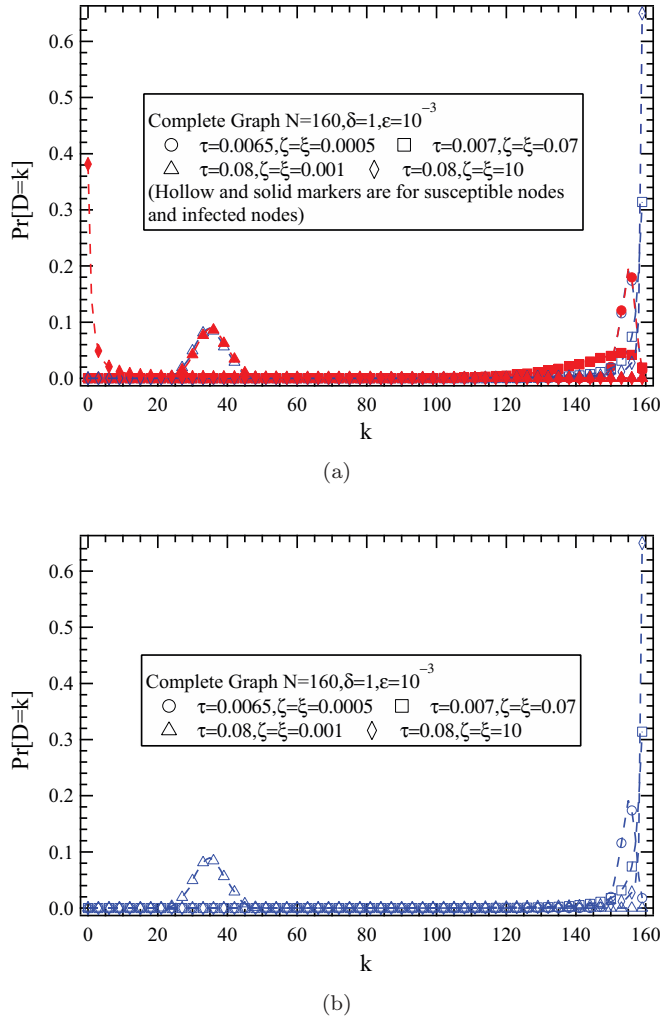 0.6
0.5
0.4
0.3
0.2
0.1
0.0
Pr[D=k]
Complete Graph N=160,δ=1,ε=10⁻³
τ=0.0065,ζ=ξ=0.0005 τ=0.007,ζ=ξ=0.07
τ=0.08,ζ=ξ=0.001 τ=0.08,ζ=ξ=10
(Hollow and solid markers are for susceptible nodes
and infected nodes)
0 20 40 60 80 100 120 140 160
k
(a)
0.6
0.5
0.4
0.3
0.2
0.1
0.0
Pr[D=k]
Complete Graph N=160,δ=1,ε=10⁻³
τ=0.0065,ζ=ξ=0.0005 τ=0.007,ζ=ξ=0.07
τ=0.08,ζ=ξ=0.001 τ=0.08,ζ=ξ=10
0 20 40 60 80 100 120 140 160
k
(b)